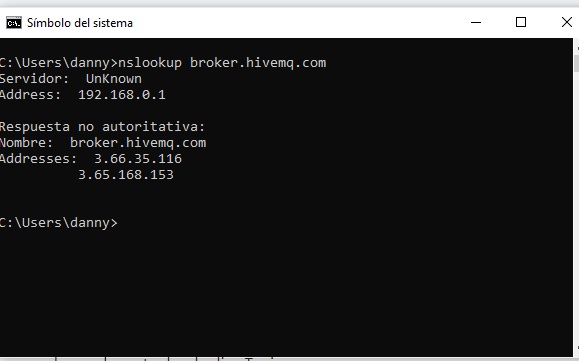 Símbolo del sistema
C:\Users\danny>nslookup broker.hivemq.com
Servidor:  UnKnown
Address:  192.168.0.1
Respuesta no autoritativa:
Nombre:  broker.hivemq.com
Addresses:  3.66.35.116
3.65.168.153
C:\Users\danny>